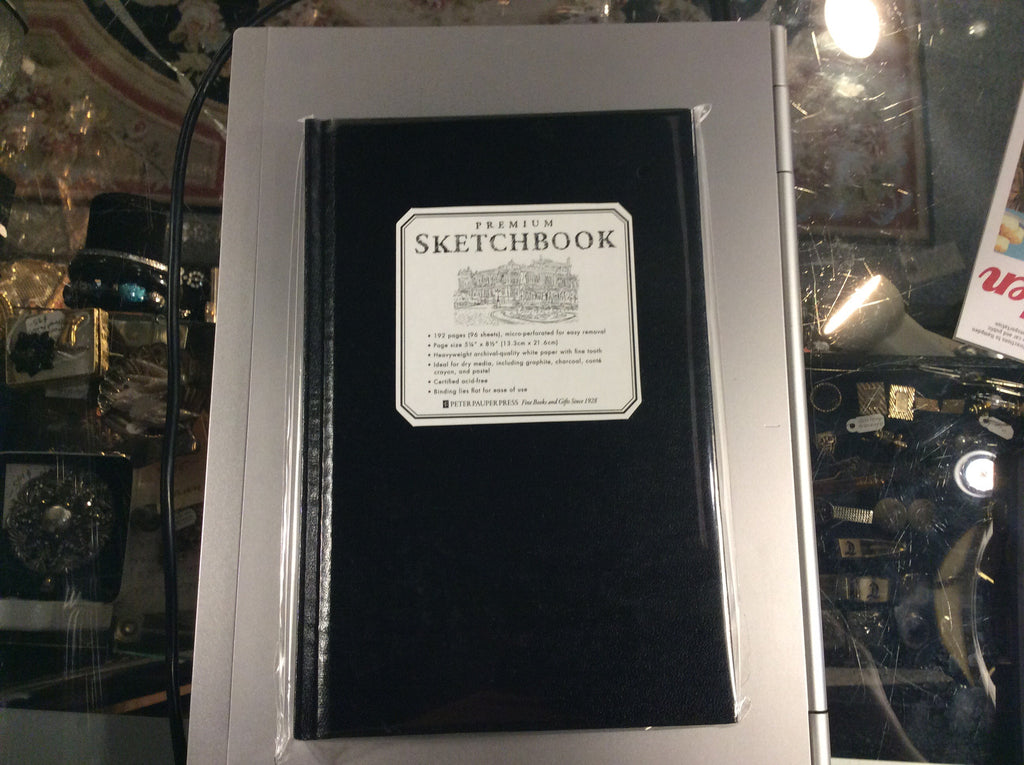 PREMIUM
SKETCHBOOK
• 192 pages (96 sheets), micro-perforated for easy removal
• Page size 5¼" x 8½" (13.3cm x 21.6cm)
• Heavyweight archival-quality white paper with fine tooth
• Ideal for dry media, including graphite, charcoal, conté
crayon, and pastel
• Certified acid-free
• Binding lies flat for ease of use
PETER PAUPER PRESS Fine Books and Gifts Since 1928
en